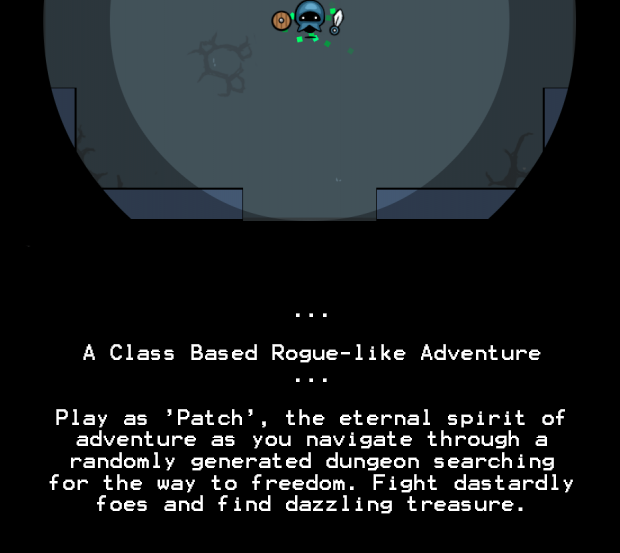 ...
A Class Based Rogue-like Adventure
...
Play as 'Patch', the eternal spirit of
adventure as you navigate through a
randomly generated dungeon searching
for the way to freedom. Fight dastardly
foes and find dazzling treasure.